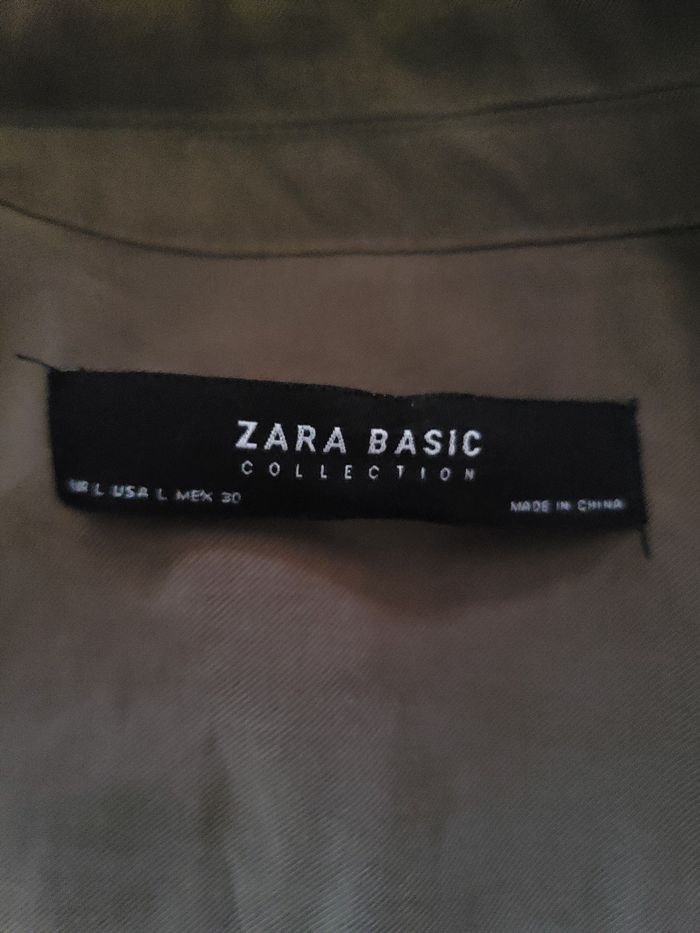 ZARA BASIC
COLLECTION
L USA L MEX 30
MADE IN CHINA